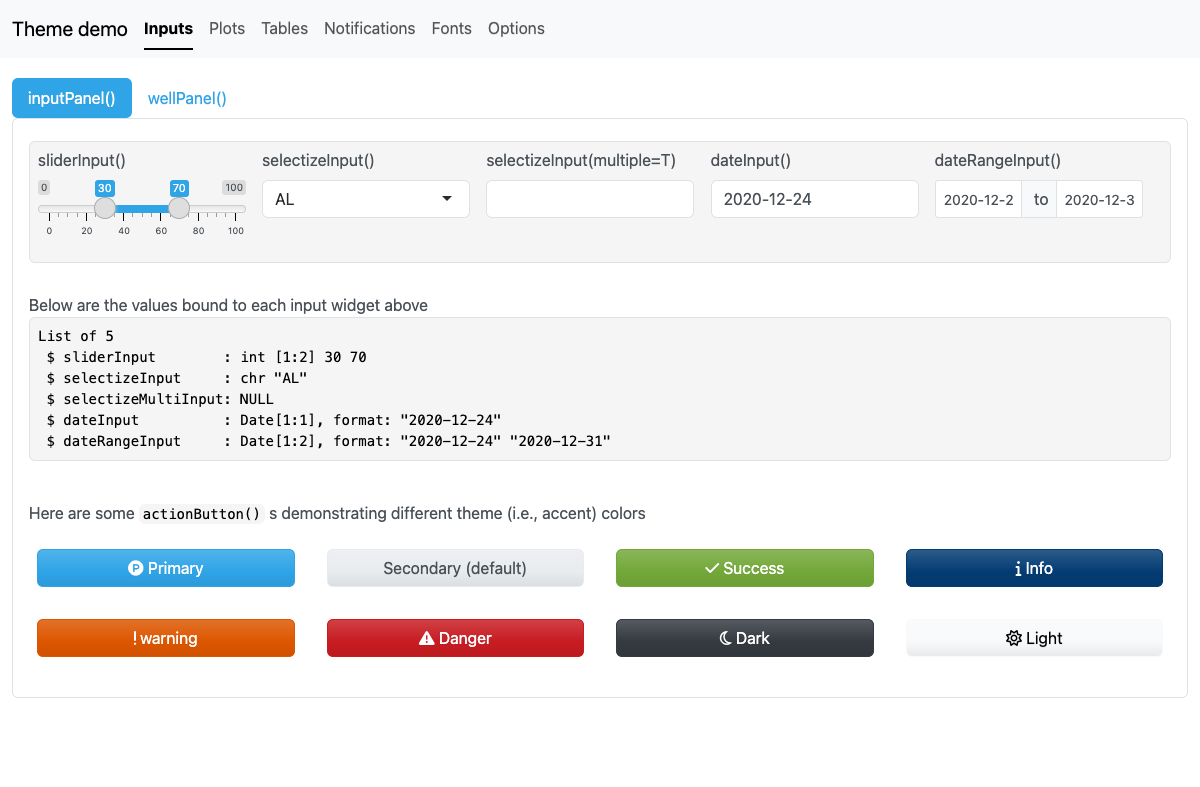 Theme demo Inputs Plots Tables Notifications Fonts Options
inputPanel() wellPanel()
sliderInput() selectizeInput() selectizeInput(multiple=T) dateInput() dateRangeInput()
0 30 70 100
AL 2020-12-24 2020-12-2 to 2020-12-3
0 20 40 60 80 100
Below are the values bound to each input widget above
List of 5
$ sliderInput : int [1:2] 30 70
$ selectizeInput : chr "AL"
$ selectizeMultiInput: NULL
$ dateInput : Date[1:1], format: "2020-12-24"
$ dateRangeInput : Date[1:2], format: "2020-12-24" "2020-12-31"
Here are some actionButton() s demonstrating different theme (i.e., accent) colors
Primary Secondary (default) Success Info
warning Danger Dark Light